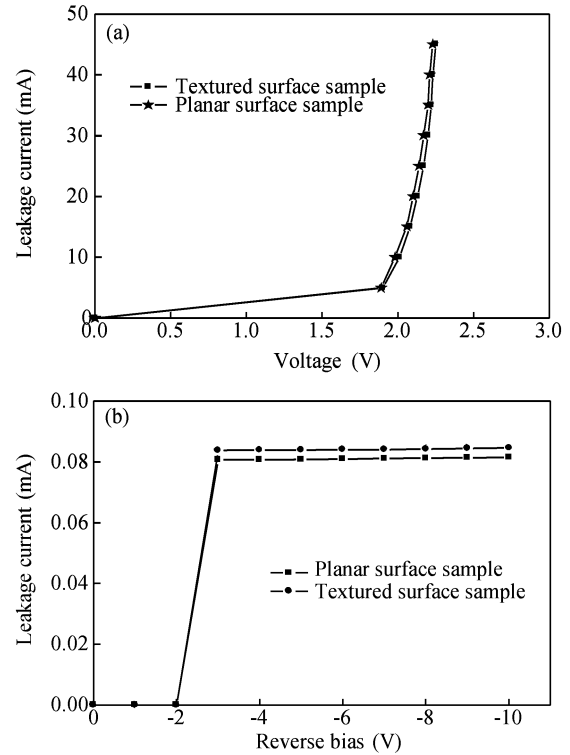 (a)
50
40
30
20
10
0
Leakage current (mA)
Textured surface sample
Planar surface sample
0 0.5 1.0 1.5 2.0 2.5 3.0
Voltage (V)
(b)
0.10
0.08
0.06
0.04
0.02
0.00
Leakage current (mA)
Planar surface sample
Textured surface sample
0 -2 -4 -6 -8 -10
Reverse bias (V)